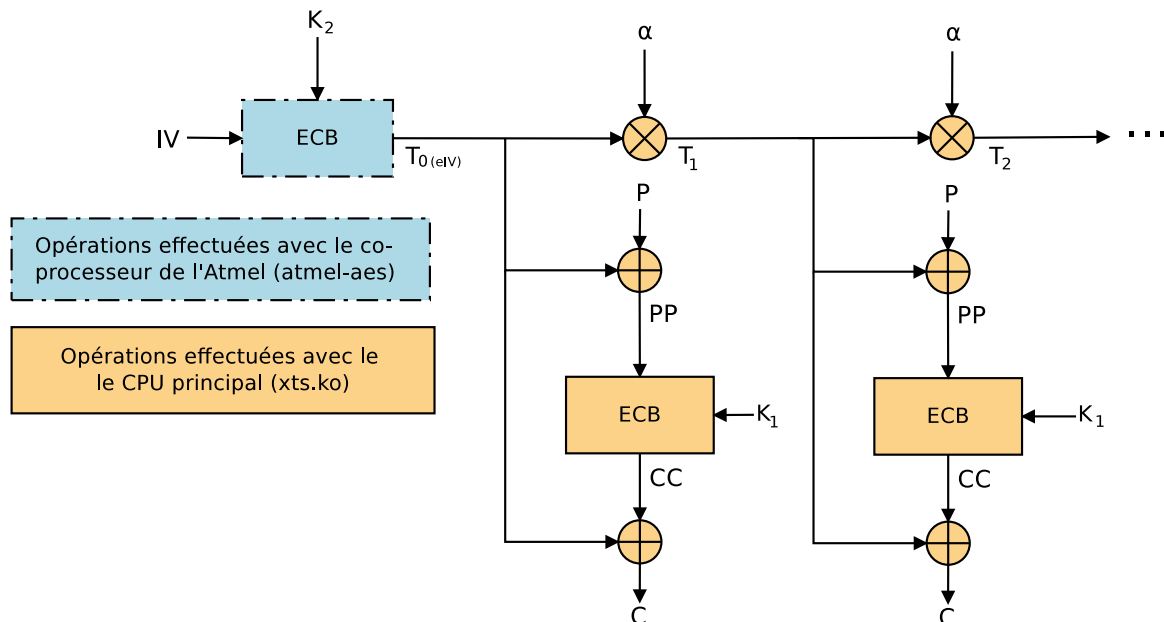 K2
α
α
IV
ECB
T0(eIV)
T1
T2
...
P
P
Opérations effectuées avec le co-
processeur de l'Atmel (atmel-aes)
PP
PP
Opérations effectuées avec le
le CPU principal (xts.ko)
ECB
K1
ECB
K1
CC
CC
C
C